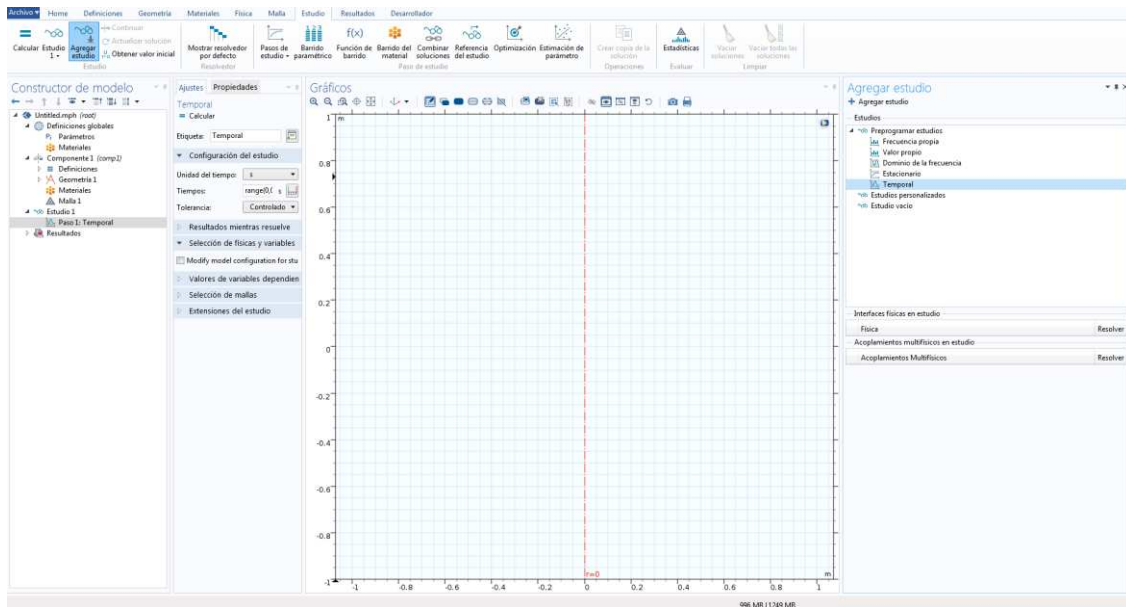 Archivo Home Definiciones Geometría Materiales Física Malla Estudio Resultados Desarrollador
Calcular
Estudio 1
Agregar estudio
Continuar
Actualizar solución
Obtener valor inicial
Estudio
Mostrar resolvedor por defecto
Resolvedor
Pasos de estudio
Barrido paramétrico
f(x)
Función de barrido
Barrido del material
Combinar soluciones
Referencia del estudio
Optimización
Estimación de parámetro
Paso de estudio
Crear copia de la solución
Operaciones
Estadísticas
Evaluar
Vaciar soluciones
Vaciar todas las soluciones
Limpiar
Constructor de modelo
Untitled.mph (root)
Definiciones globales
Pi Parámetros
Materiales
Componente 1 (comp1)
Definiciones
Geometría 1
Materiales
Malla 1
Estudio 1
Paso 1: Temporal
Resultados
Ajustes Propiedades
Temporal
= Calcular
Etiqueta: Temporal
Configuración del estudio
Unidad del tiempo: s
Tiempos: range(0,( s
Tolerancia: Controlado
Resultados mientras resuelve
Selección de físicas y variables
Modify model configuration for stu
Valores de variables dependien
Selección de mallas
Extensiones del estudio
Gráficos
1 m
0.8
0.6
0.4
0.2
0
-0.2
-0.4
-0.6
-0.8
-1
r=0 m
-1 -0.8 -0.6 -0.4 -0.2 0 0.2 0.4 0.6 0.8 1
Agregar estudio
+ Agregar estudio
Estudios
Preprogramar estudios
Frecuencia propia
Valor propio
Dominio de la frecuencia
Estacionario
Temporal
Estudios personalizados
Estudio vacío
Interfaces físicas en estudio
Física Resolver
Acoplamientos multifísicos en estudio
Acoplamientos Multifísicos Resolver
996 MB | 1249 MB